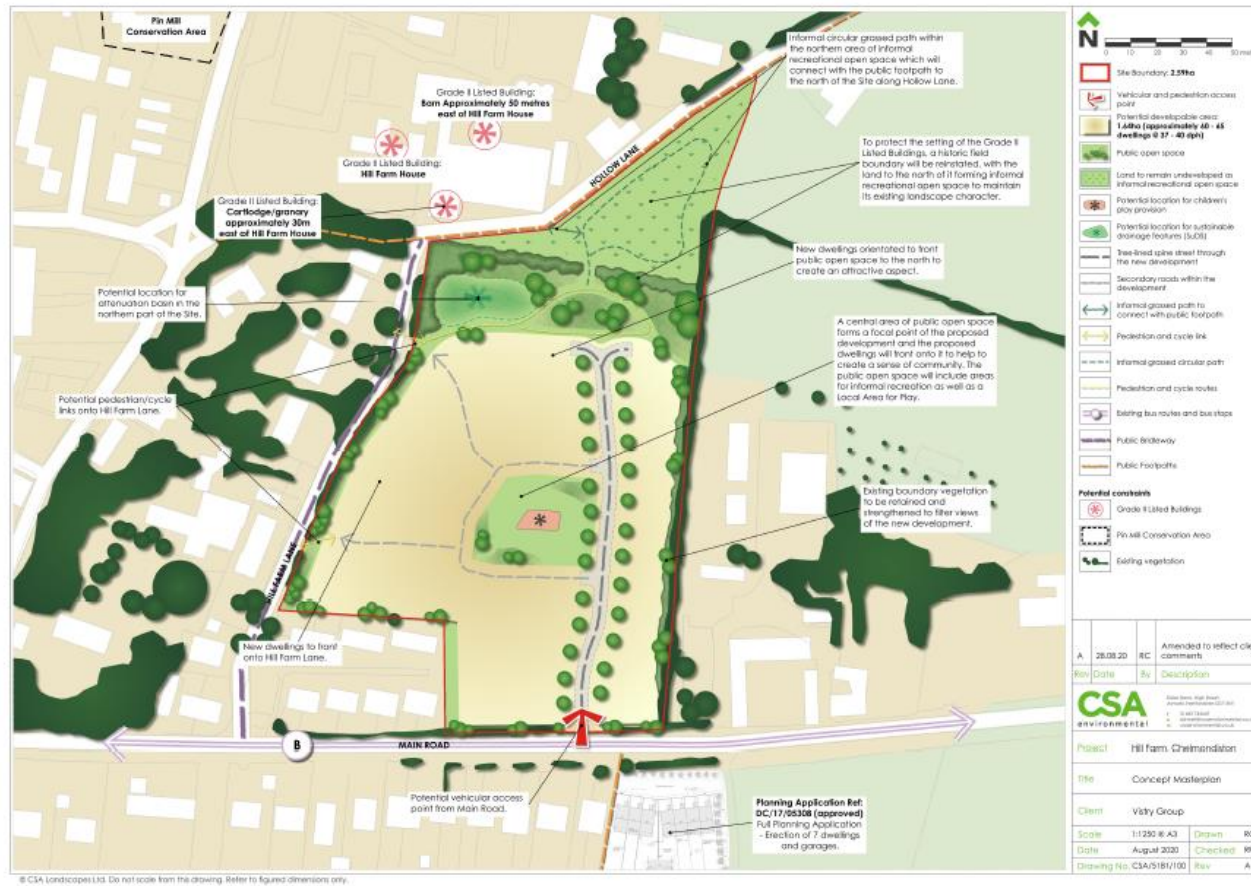 Pin Mill
Conservation Area
Grade II Listed Building:
Barn Approximately 50 metres
east of Hill Farm House
Grade II Listed Building:
Hill Farm House
Grade II Listed Building:
Cartlodge/granary
approximately 30m
east of Hill Farm House
HOLLOW LANE
Informal circular grassed path within
the northern area of informal
recreational open space which will
connect with the public footpath to
the north of the Site along Hollow Lane.
To protect the setting of the Grade II
Listed Buildings, a historic field
boundary will be reinstated, with the
land to the north of it forming informal
recreational open space to maintain
its existing landscape character.
New dwellings orientated to front
public open space to the north to
create an attractive aspect.
Potential location for
attenuation basin in the
northern part of the Site.
A central area of public open space
forms a focal point of the proposed
development and the proposed
dwellings will front onto it to help to
create a sense of community. The
public open space will include areas
for informal recreation as well as a
Local Area for Play.
Potential pedestrian/cycle
links onto Hill Farm Lane.
Existing boundary vegetation
to be retained and
strengthened to filter views
of the new development.
HILL FARM LANE
New dwellings to front
onto Hill Farm Lane.
B
MAIN ROAD
Potential vehicular access
point from Main Road.
Planning Application Ref:
DC/17/05308 (approved)
Full Planning Application
- Erection of 7 dwellings
and garages.
N
0 10 20 30 40 50
Site Boundary: 2.59ha
Vehicular and pedestrian access
point
Potential developable area:
1.64ha (approximately 60 - 65
dwellings @ 37 - 40 dph)
Public open space
Land to remain undeveloped as
informal recreational open space
Potential location for children's
play provision
Potential location for sustainable
drainage features (SuDS)
Tree-lined spine street through
the new development
Secondary roads within the
development
Informal grassed path to
connect with public footpath
Pedestrian and cycle link
Informal grassed circular path
Pedestrian and cycle routes
Existing bus routes and bus stops
Public Bridleway
Public Footpaths
Potential constraints
Grade II Listed Buildings
Pin Mill Conservation Area
Existing vegetation
A 28.08.20 RC Amended to reflect
comments
Rev Date By Description
CSA
environmental
Project Hill Farm, Chelmondiston
Title Concept Masterplan
Client Vistry Group
Scale 1:1250 @ A3 Drawn
Date August 2020 Checked
Drawing No. CSA/5181/100 Rev A
© CSA Landscapes Ltd. Do not scale from this drawing. Refer to figured dimensions only.